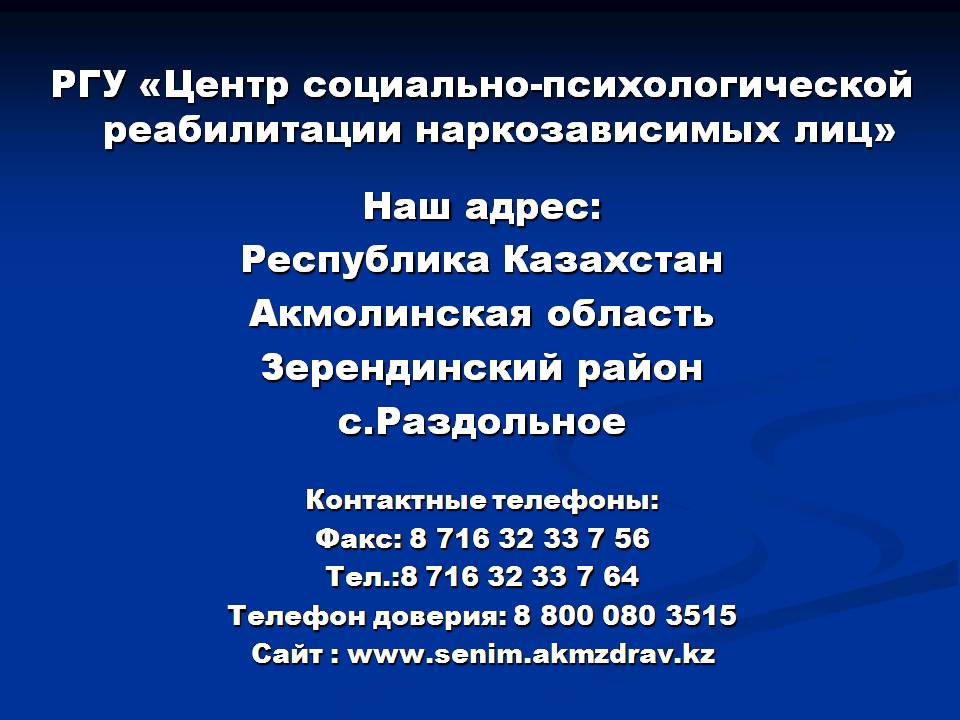 РГУ «Центр социально-психологической
реабилитации наркозависимых лиц»
Наш адрес:
Республика Казахстан
Акмолинская область
Зерендинский район
с.Раздольное
Контактные телефоны:
Факс: 8 716 32 33 7 56
Тел.:8 716 32 33 7 64
Телефон доверия: 8 800 080 3515
Сайт : www.senim.akmzdrav.kz